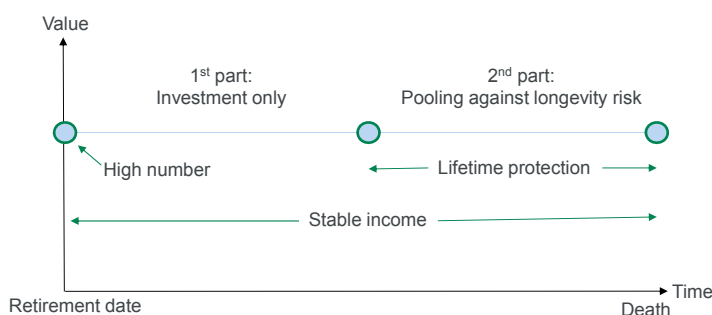 Value
1st part:
Investment only
2nd part:
Pooling against longevity risk
High number
Lifetime protection
Stable income
Time
Retirement date
Death